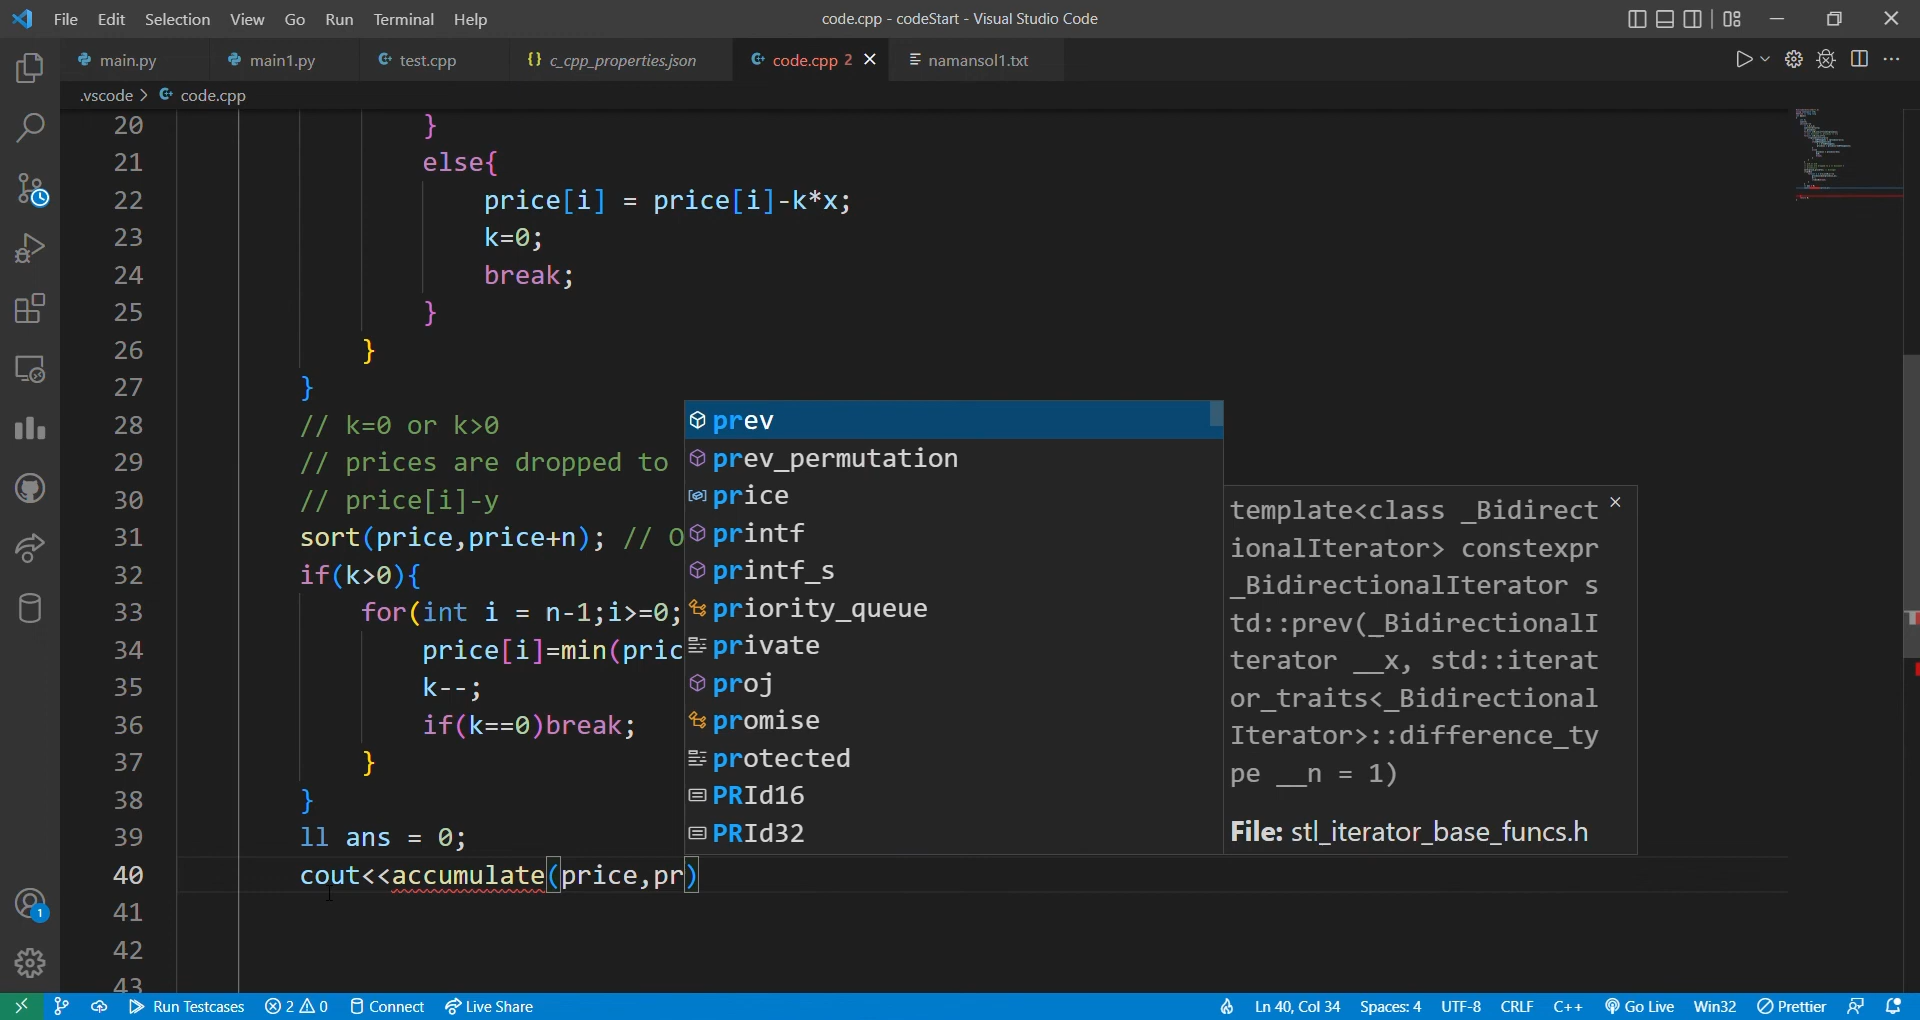 File Edit Selection View Go Run Terminal Help
code.cpp - codeStart - Visual Studio Code
main.py main1.py test.cpp {} c_cpp_properties.json code.cpp 2 namansol1.txt
.vscode > code.cpp
20 }
21 else{
22 price[i] = price[i]-k*x;
23 k=0;
24 break;
25 }
26 }
27 }
28 // k=0 or k>0
29 // prices are dropped to
30 // price[i]-y
31 sort(price,price+n); // O
32 if(k>0){
33 for(int i = n-1;i>=0;
34 price[i]=min(pric
35 k--;
36 if(k==0)break;
37 }
38 }
39 ll ans = 0;
40 cout<<accumulate(price,pr)
41
42
43
prev
prev_permutation
price
printf
printf_s
priority_queue
private
proj
promise
protected
PRId16
PRId32
template<class _Bidirect
ionalIterator> constexpr
_BidirectionalIterator s
td::prev(_BidirectionalI
terator __x, std::iterat
or_traits<_Bidirectional
Iterator>::difference_ty
pe __n = 1)
File: stl_iterator_base_funcs.h
1
Run Testcases 2 0 Connect Live Share Ln 40, Col 34 Spaces: 4 UTF-8 CRLF C++ Go Live Win32 Prettier